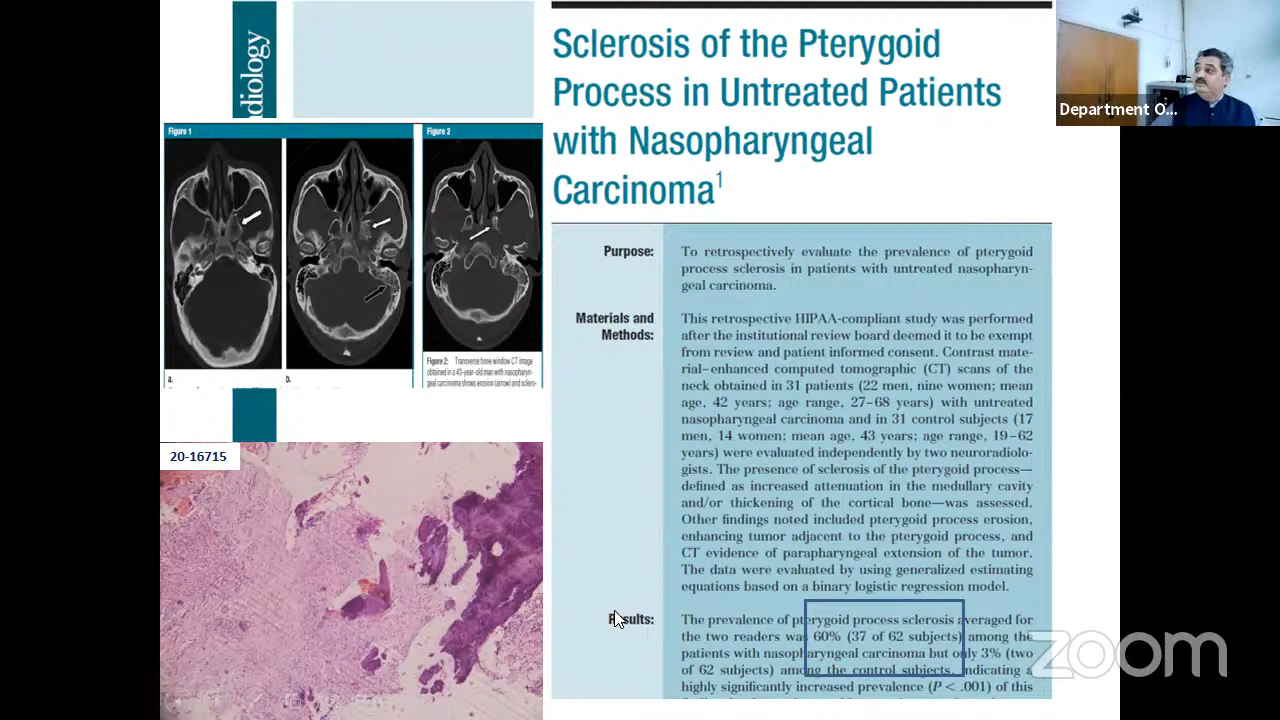 diology
Figure 1
Figure 2
a.
b.
Figure 2: Transverse bone window CT image
obtained in a 43-year-old man with nasopharyn-
geal carcinoma shows erosion (arrow) and sclero-
20-16715
Sclerosis of the Pterygoid
Process in Untreated Patients
with Nasopharyngeal
Carcinoma1
Purpose:
To retrospectively evaluate the prevalence of pterygoid
process sclerosis in patients with untreated nasopharyn-
geal carcinoma.
Materials and
Methods:
This retrospective HIPAA-compliant study was performed
after the institutional review board deemed it to be exempt
from review and patient informed consent. Contrast mate-
rial–enhanced computed tomographic (CT) scans of the
neck obtained in 31 patients (22 men, nine women; mean
age, 42 years; age range, 27–68 years) with untreated
nasopharyngeal carcinoma and in 31 control subjects (17
men, 14 women; mean age, 43 years; age range, 19–62
years) were evaluated independently by two neuroradiolo-
gists. The presence of sclerosis of the pterygoid process—
defined as increased attenuation in the medullary cavity
and/or thickening of the cortical bone—was assessed.
Other findings noted included pterygoid process erosion,
enhancing tumor adjacent to the pterygoid process, and
CT evidence of parapharyngeal extension of the tumor.
The data were evaluated by using generalized estimating
equations based on a binary logistic regression model.
Results:
The prevalence of pterygoid process sclerosis averaged for
the two readers was 60% (37 of 62 subjects) among the
patients with nasopharyngeal carcinoma but only 3% (two
of 62 subjects) among the control subjects, indicating a
highly significantly increased prevalence (P < .001) of this
Department O...
zoom